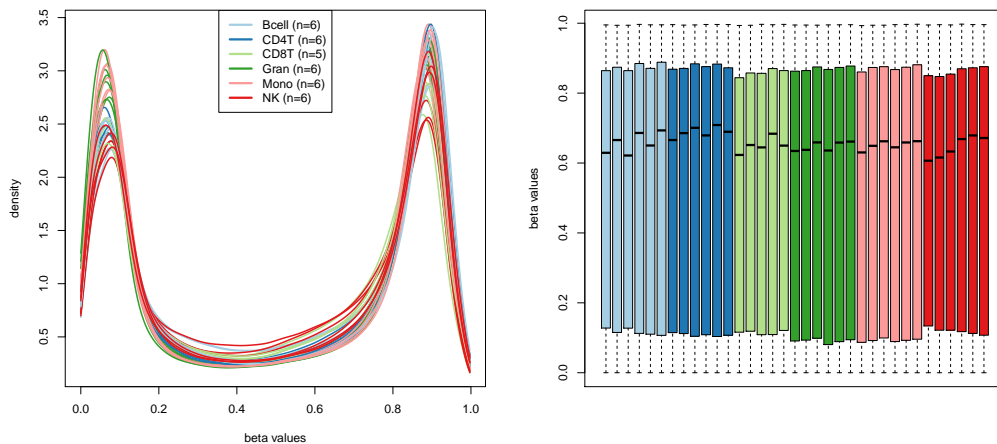 3.5
3.0
2.5
2.0
1.5
1.0
0.5
density
0.0
0.2
0.4
0.6
0.8
1.0
beta values
Bcell (n=6)
CD4T (n=6)
CD8T (n=5)
Gran (n=6)
Mono (n=6)
NK (n=6)
1.0
0.8
0.6
0.4
0.2
0.0
beta values